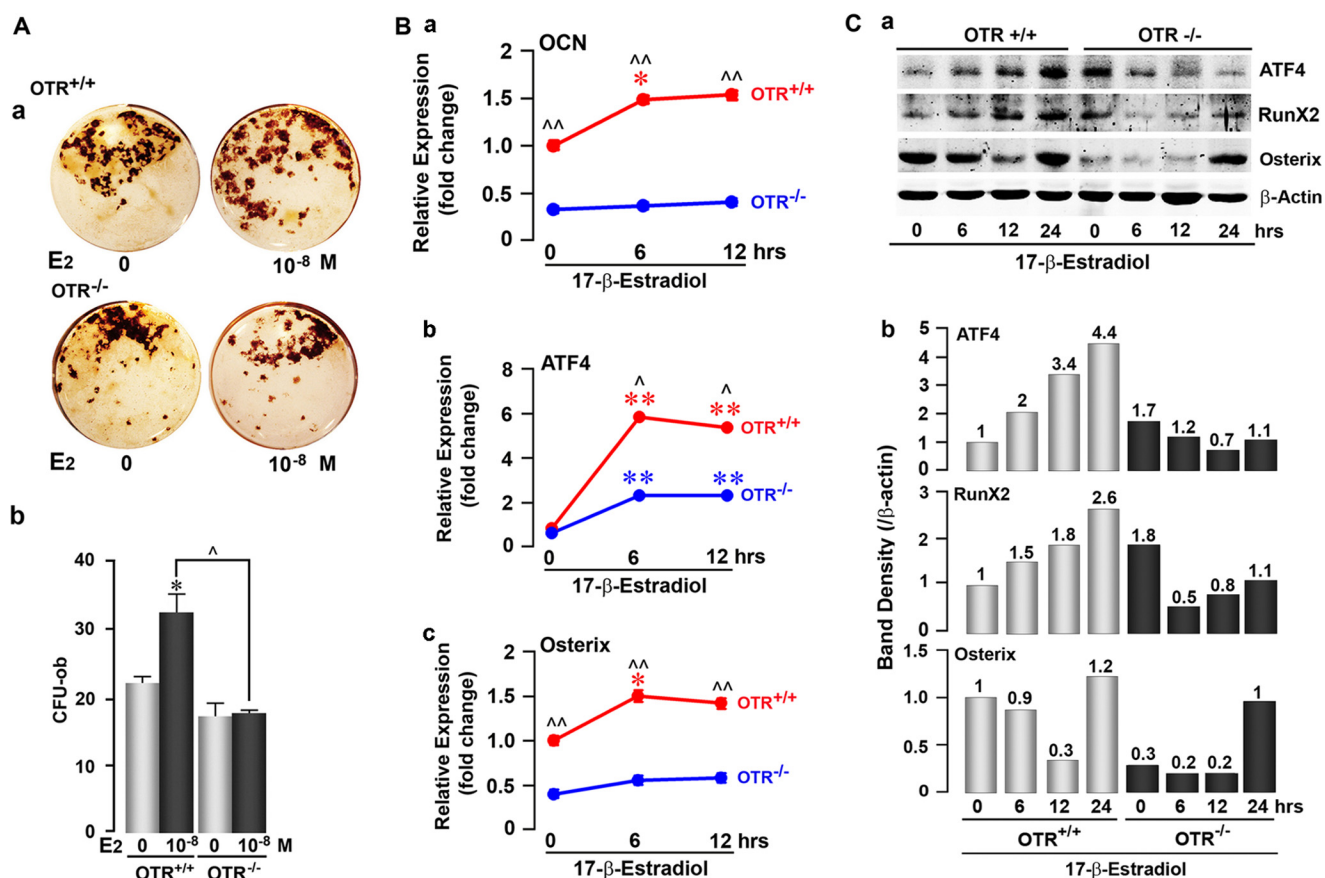 A
a
OTR+/+
E2 0 10-8 M
OTR-/-
E2 0 10-8 M
b
CFU-ob
40
30
20
10
0
*
^
E2 0 10-8 0 10-8 M
OTR+/+ OTR-/-
B a
OCN
Relative Expression
(fold change)
2
1.5
1.0
0.5
0
^^ ^^ ^^
*
OTR+/+
OTR-/-
0 6 12 hrs
17-β-Estradiol
b
ATF4
Relative Expression
(fold change)
8
6
4
2
0
^ ^
** **
OTR+/+
** **
OTR-/-
0 6 12 hrs
17-β-Estradiol
c
Osterix
Relative Expression
(fold change)
2
1.5
1.0
0.5
0
^^ ^^ ^^
*
OTR+/+
OTR-/-
0 6 12 hrs
17-β-Estradiol
C a
OTR +/+ OTR -/-
ATF4
RunX2
Osterix
β-Actin
0 6 12 24 0 6 12 24 hrs
17-β-Estradiol
b
Band Density (/β-actin)
ATF4
5
4
3
2
1
0
1 2 3.4 4.4 1.7 1.2 0.7 1.1
RunX2
3
2
1
0
1 1.5 1.8 2.6 1.8 0.5 0.8 1.1
Osterix
1.5
1.0
0.5
0
1 0.9 0.3 1.2 0.3 0.2 0.2 1
0 6 12 24 0 6 12 24 hrs
OTR+/+ OTR-/-
17-β-Estradiol